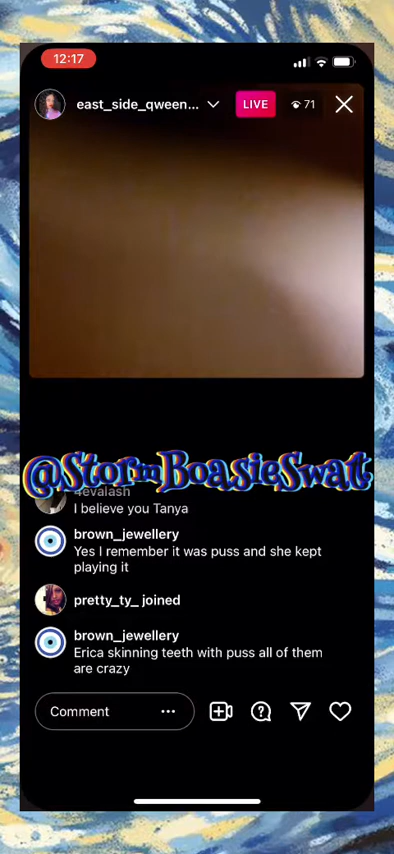 12:17
east_side_qween...
LIVE
71
@StormBoasieSwat
4evalash
I believe you Tanya
brown_jewellery
Yes I remember it was puss and she kept
playing it
pretty_ty_ joined
brown_jewellery
Erica skinning teeth with puss all of them
are crazy
Comment